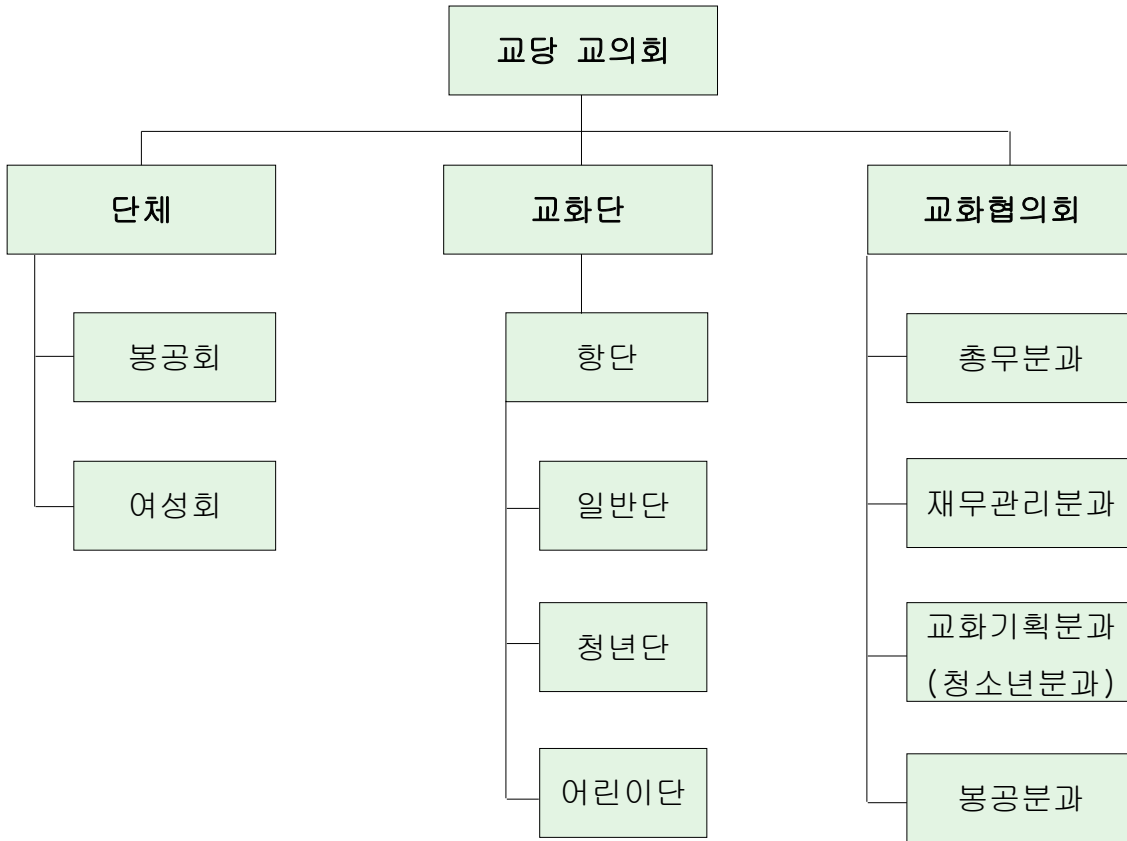 교당 교의회
단체
교화단
교화협의회
봉공회
항단
총무분과
여성회
일반단
재무관리분과
청년단
교화기획분과
(청소년분과)
어린이단
봉공분과